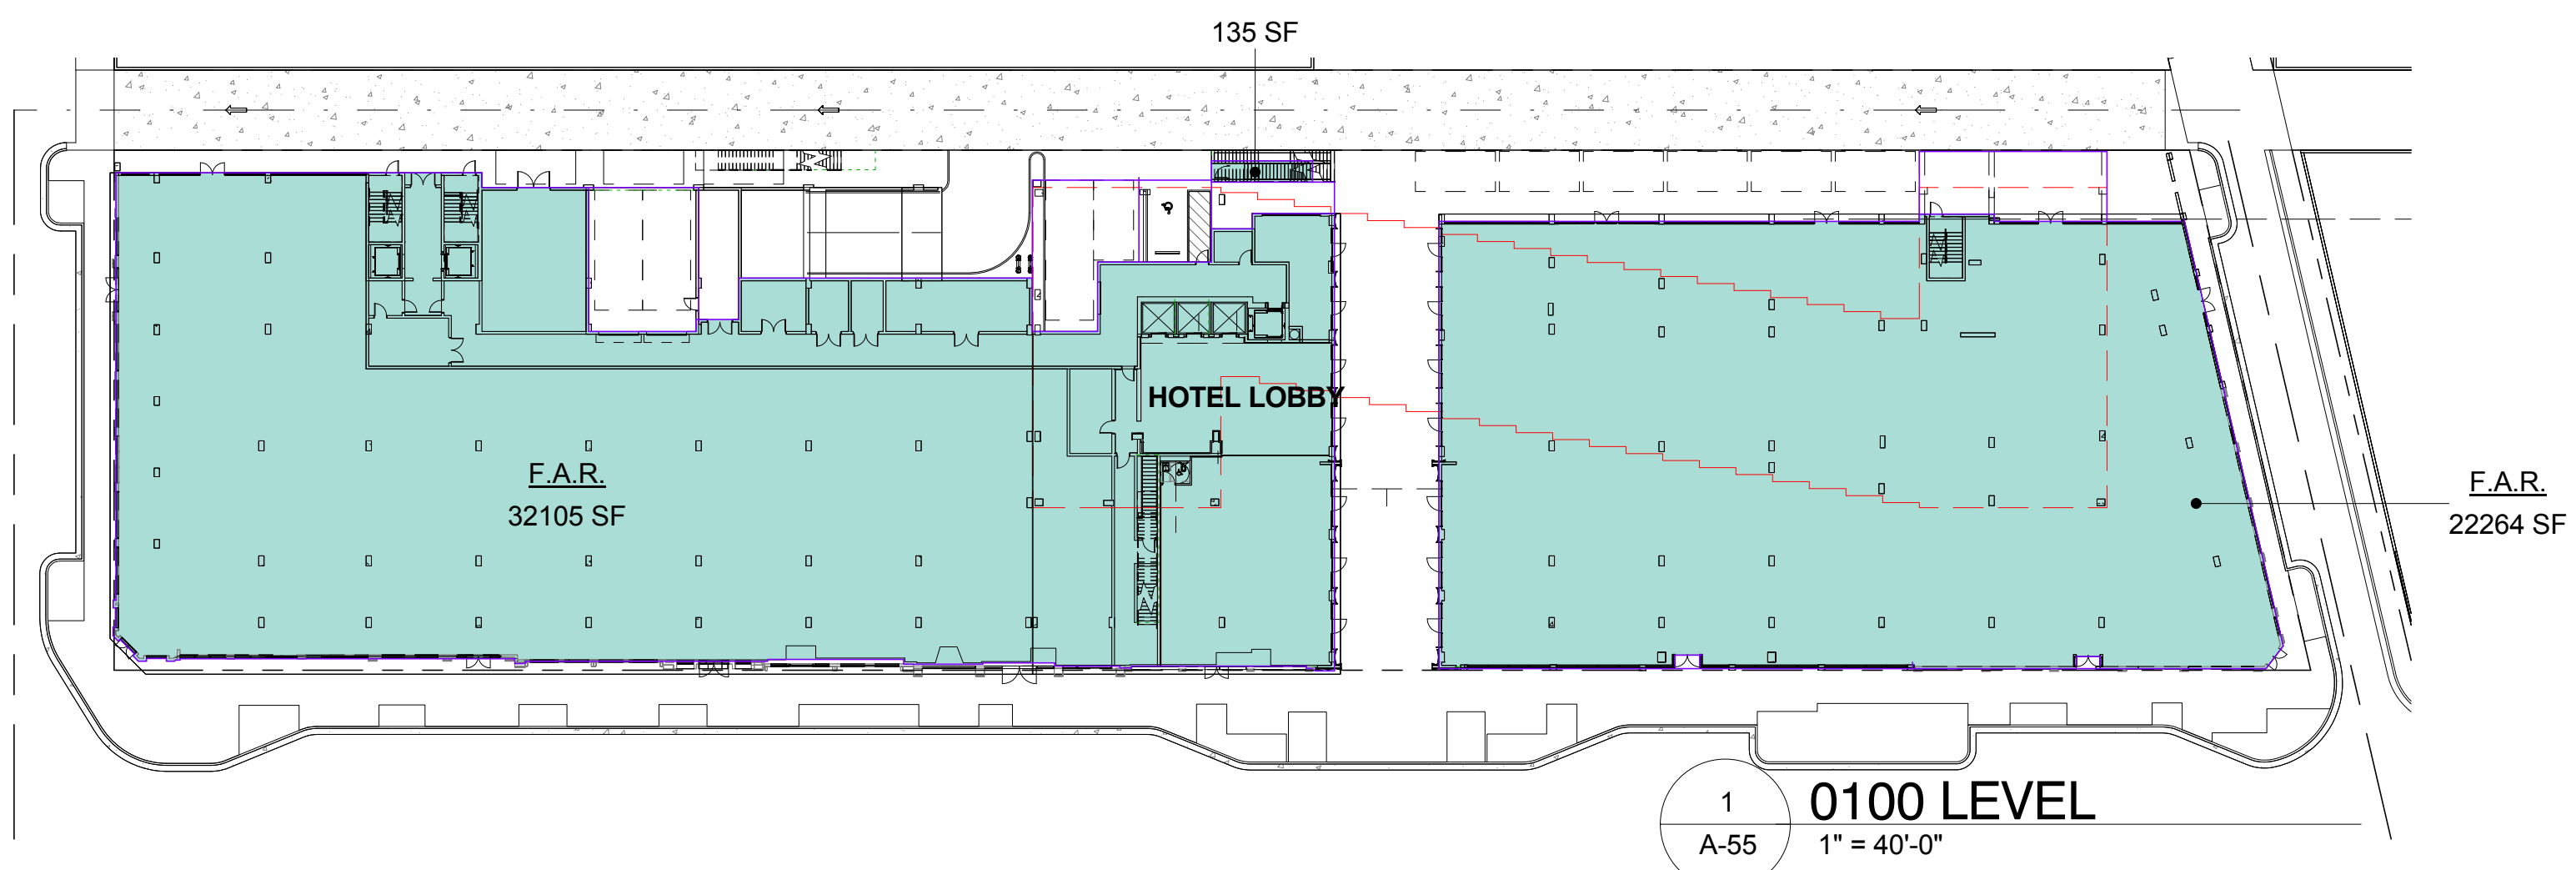 135 SF
HOTEL LOBBY
F.A.R.
32105 SF
F.A.R.
22264 SF
1
A-55
0100 LEVEL
1" = 40'-0"